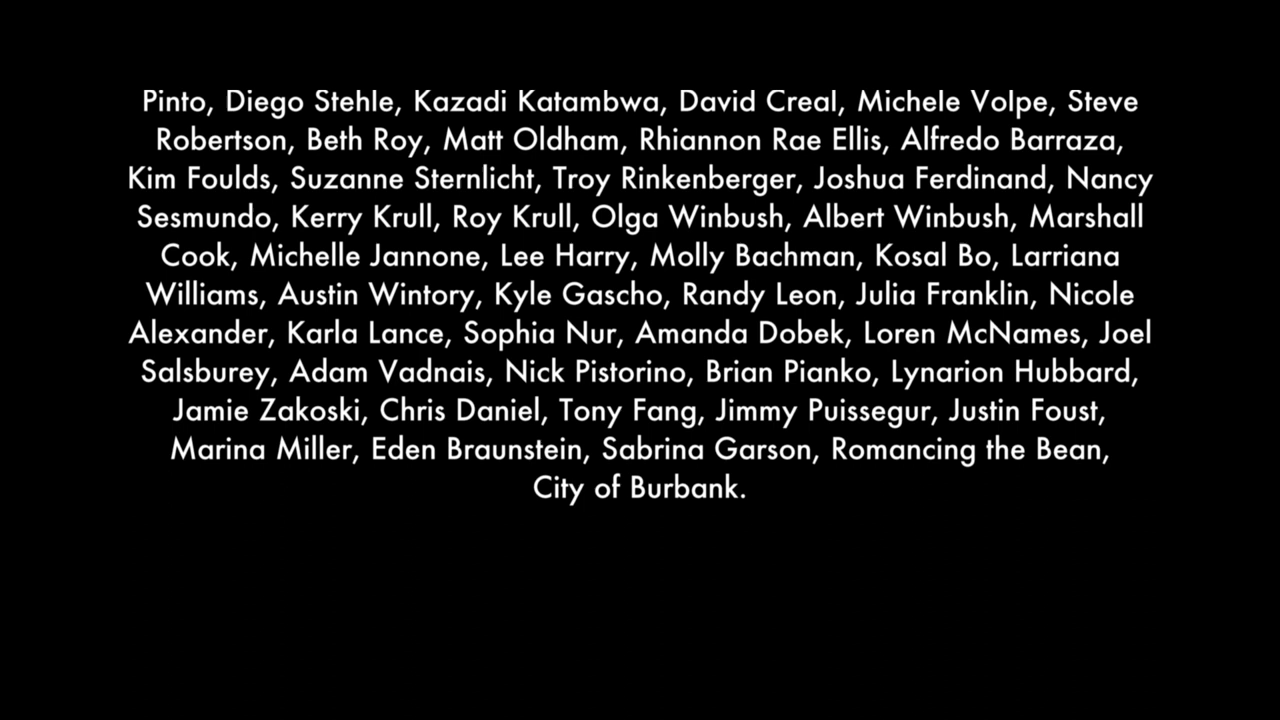 Pinto, Diego Stehle, Kazadi Katambwa, David Creal, Michele Volpe, Steve
Robertson, Beth Roy, Matt Oldham, Rhiannon Rae Ellis, Alfredo Barraza,
Kim Foulds, Suzanne Sternlicht, Troy Rinkenberger, Joshua Ferdinand, Nancy
Sesmundo, Kerry Krull, Roy Krull, Olga Winbush, Albert Winbush, Marshall
Cook, Michelle Jannone, Lee Harry, Molly Bachman, Kosal Bo, Larriana
Williams, Austin Wintory, Kyle Gascho, Randy Leon, Julia Franklin, Nicole
Alexander, Karla Lance, Sophia Nur, Amanda Dobek, Loren McNames, Joel
Salsburey, Adam Vadnais, Nick Pistorino, Brian Pianko, Lynarion Hubbard,
Jamie Zakoski, Chris Daniel, Tony Fang, Jimmy Puissegur, Justin Foust,
Marina Miller, Eden Braunstein, Sabrina Garson, Romancing the Bean,
City of Burbank.